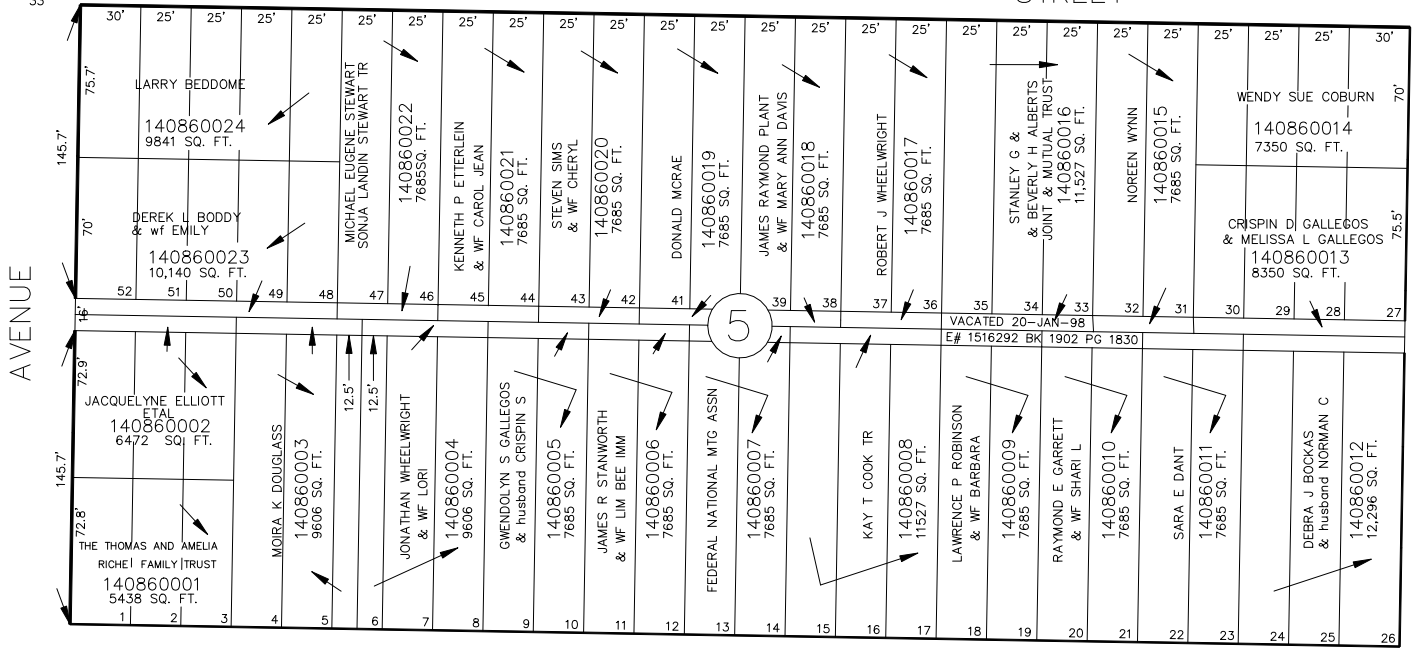 33'
STREET
30' 25' 25' 25' 25' 25' 25' 25' 25' 25' 25' 25' 25' 25' 25' 25' 25' 25' 25' 25' 25' 25' 25' 25' 25' 30'
AVENUE
145.7'
75.7'
70'
LARRY BEDDOME
140860024
9841 SQ. FT.
DEREK L BODDY
& wf EMILY
140860023
10,140 SQ. FT.
MICHAEL EUGENE STEWART
SONJA LANDIN STEWART TR
140860022
7685SQ. FT.
KENNETH P ETTERLEIN
& WF CAROL JEAN
140860021
7685 SQ. FT.
STEVEN SIMS
& WF CHERYL
140860020
7685 SQ. FT.
DONALD MCRAE
140860019
7685 SQ. FT.
JAMES RAYMOND PLANT
& WF MARY ANN DAVIS
140860018
7685 SQ. FT.
ROBERT J WHEELWRIGHT
140860017
7685 SQ. FT.
STANLEY G &
& BEVERLY H ALBERTS
JOINT & MUTUAL TRUST
140860016
11,527 SQ. FT.
NOREEN WYNN
140860015
7685 SQ. FT.
WENDY SUE COBURN
140860014
7350 SQ. FT.
70'
CRISPIN D GALLEGOS
& MELISSA L GALLEGOS
140860013
8350 SQ. FT.
75.5'
52 51 50 49 48 47 46 45 44 43 42 41 39 38 37 36 35 34 33 32 31 30 29 28 27
16'
5
VACATED 20-JAN-98
E# 1516292 BK 1902 PG 1830
145.7'
72.9'
72.8'
JACQUELYNE ELLIOTT
ETAL
140860002
6472 SQ. FT.
THE THOMAS AND AMELIA
RICHEI FAMILY TRUST
140860001
5438 SQ. FT.
MOIRA K DOUGLASS
140860003
9606 SQ. FT.
12.5'
12.5'
JONATHAN WHEELWRIGHT
& WF LORI
140860004
9606 SQ. FT.
GWENDOLYN S GALLEGOS
& husband CRISPIN S
140860005
7685 SQ. FT.
JAMES R STANWORTH
& WF LIM BEE IMM
140860006
7685 SQ. FT.
FEDERAL NATIONAL MTG ASSN
140860007
7685 SQ. FT.
KAY T COOK TR
140860008
11527 SQ. FT.
LAWRENCE P ROBINSON
& WF BARBARA
140860009
7685 SQ. FT.
RAYMOND E GARRETT
& WF SHARI L
140860010
7685 SQ. FT.
SARA E DANT
140860011
7685 SQ. FT.
DEBRA J BOCKAS
& husband NORMAN C
140860012
12,296 SQ. FT.
1 2 3 4 5 6 7 8 9 10 11 12 13 14 15 16 17 18 19 20 21 22 23 24 25 26